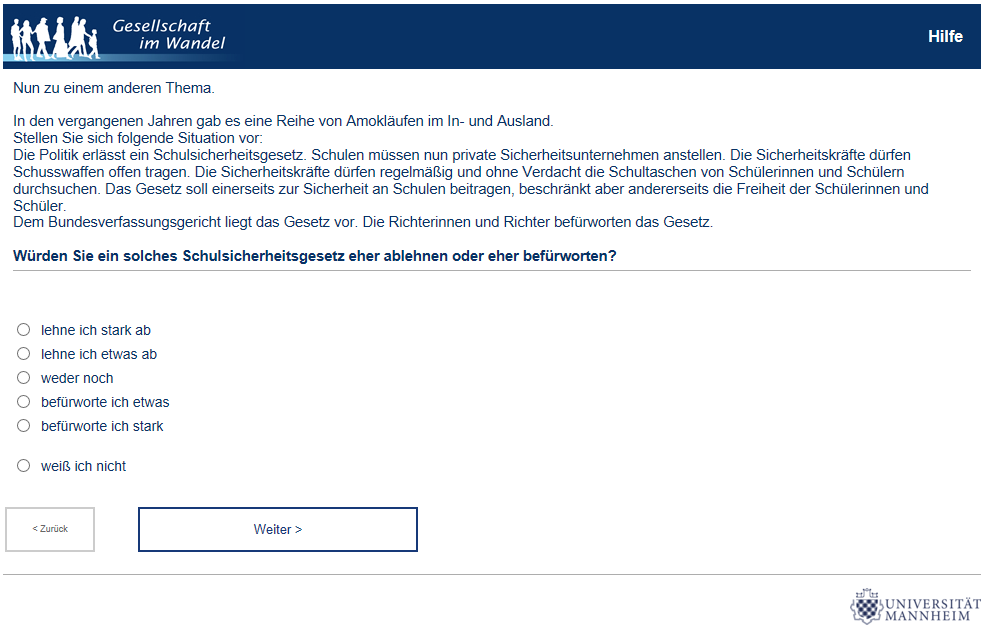 Gesellschaft
im Wandel
Hilfe
Nun zu einem anderen Thema.
In den vergangenen Jahren gab es eine Reihe von Amokläufen im In- und Ausland.
Stellen Sie sich folgende Situation vor:
Die Politik erlässt ein Schulsicherheitsgesetz. Schulen müssen nun private Sicherheitsunternehmen anstellen. Die Sicherheitskräfte dürfen
Schusswaffen offen tragen. Die Sicherheitskräfte dürfen regelmäßig und ohne Verdacht die Schultaschen von Schülerinnen und Schülern
durchsuchen. Das Gesetz soll einerseits zur Sicherheit an Schulen beitragen, beschränkt aber andererseits die Freiheit der Schülerinnen und
Schüler.
Dem Bundesverfassungsgericht liegt das Gesetz vor. Die Richterinnen und Richter befürworten das Gesetz.
Würden Sie ein solches Schulsicherheitsgesetz eher ablehnen oder eher befürworten?
lehne ich stark ab
lehne ich etwas ab
weder noch
befürworte ich etwas
befürworte ich stark
weiß ich nicht
< Zurück
Weiter >
UNIVERSITÄT
MANNHEIM